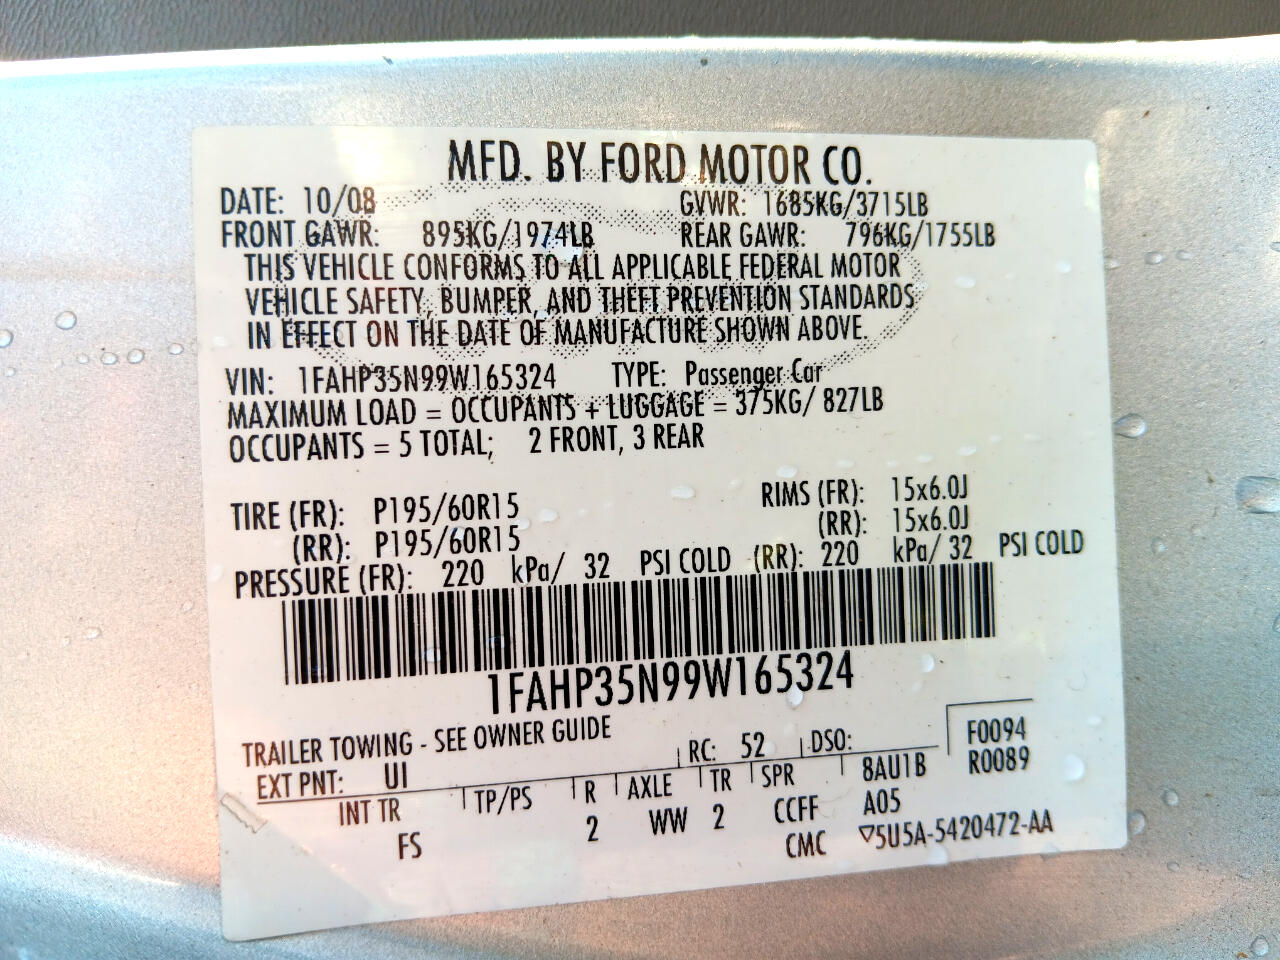 MFD. BY FORD MOTOR CO.
DATE: 10/08 GVWR: 1685KG/3715LB
FRONT GAWR: 895KG/1974LB REAR GAWR: 796KG/1755LB
THIS VEHICLE CONFORMS TO ALL APPLICABLE FEDERAL MOTOR
VEHICLE SAFETY, BUMPER, AND THEFT PREVENTION STANDARDS
IN EFFECT ON THE DATE OF MANUFACTURE SHOWN ABOVE.
VIN: 1FAHP35N99W165324 TYPE: Passenger Car
MAXIMUM LOAD = OCCUPANTS + LUGGAGE = 375KG/ 827LB
OCCUPANTS = 5 TOTAL; 2 FRONT, 3 REAR
TIRE (FR): P195/60R15 RIMS (FR): 15x6.0J
(RR): P195/60R15 (RR): 15x6.0J
PRESSURE (FR): 220 kPa/ 32 PSI COLD (RR): 220 kPa/ 32 PSI COLD
1FAHP35N99W165324
TRAILER TOWING - SEE OWNER GUIDE
EXT PNT: UI RC: 52 DSO: F0094
INT TR TP/PS R AXLE TR SPR 8AU1B R0089
FS 2 WW 2 CCFF A05
CMC ▽5U5A-5420472-AA